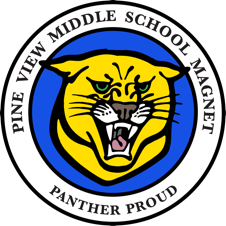 PINE VIEW MIDDLE SCHOOL MAGNET
PANTHER PROUD